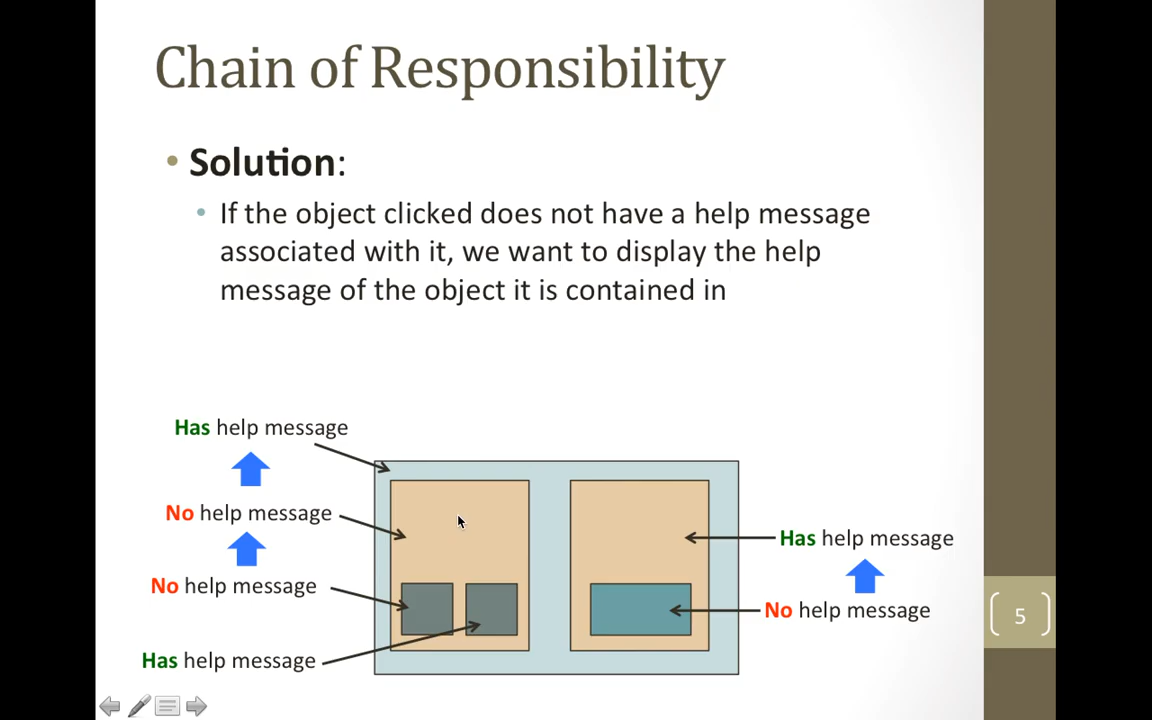 Chain of Responsibility
• Solution:
• If the object clicked does not have a help message
associated with it, we want to display the help
message of the object it is contained in
Has help message
No help message
No help message
Has help message
Has help message
No help message
5